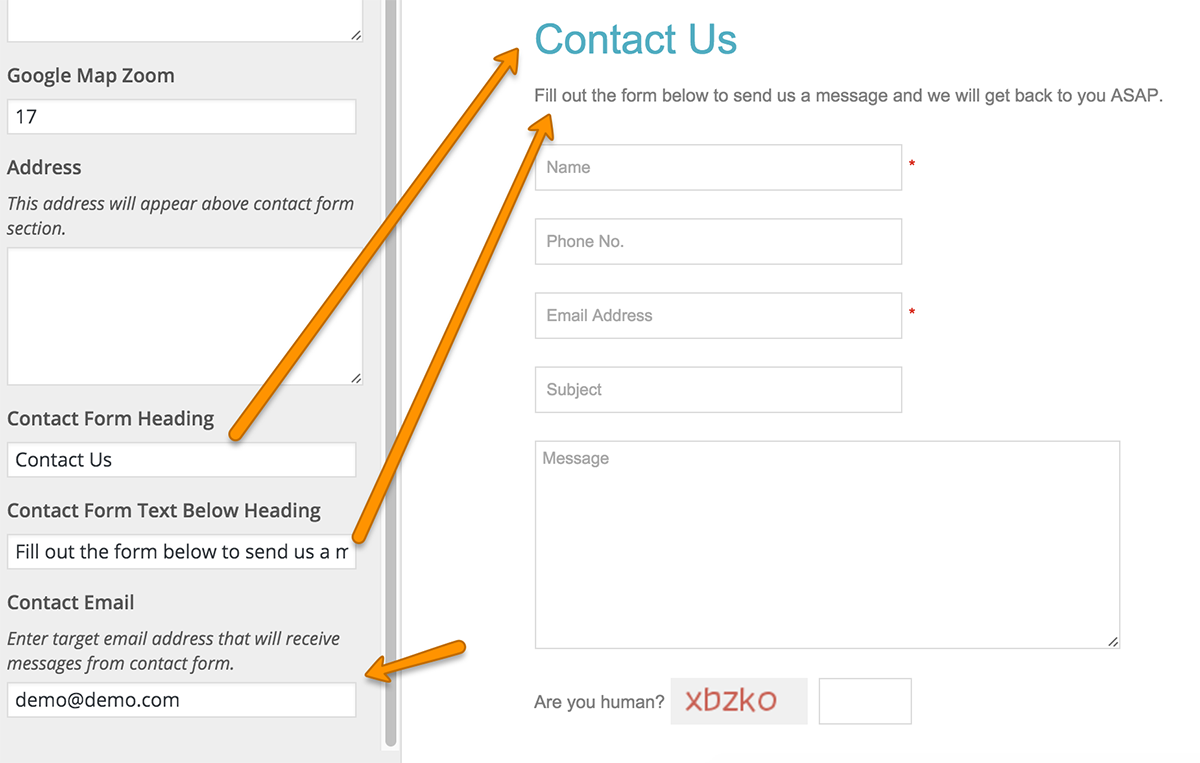 Google Map Zoom
17
Address
This address will appear above contact form
section.
Contact Form Heading
Contact Us
Contact Form Text Below Heading
Fill out the form below to send us a m
Contact Email
Enter target email address that will receive
messages from contact form.
demo@demo.com
Contact Us
Fill out the form below to send us a message and we will get back to you ASAP.
Name *
Phone No.
Email Address *
Subject
Message
Are you human? xbzko